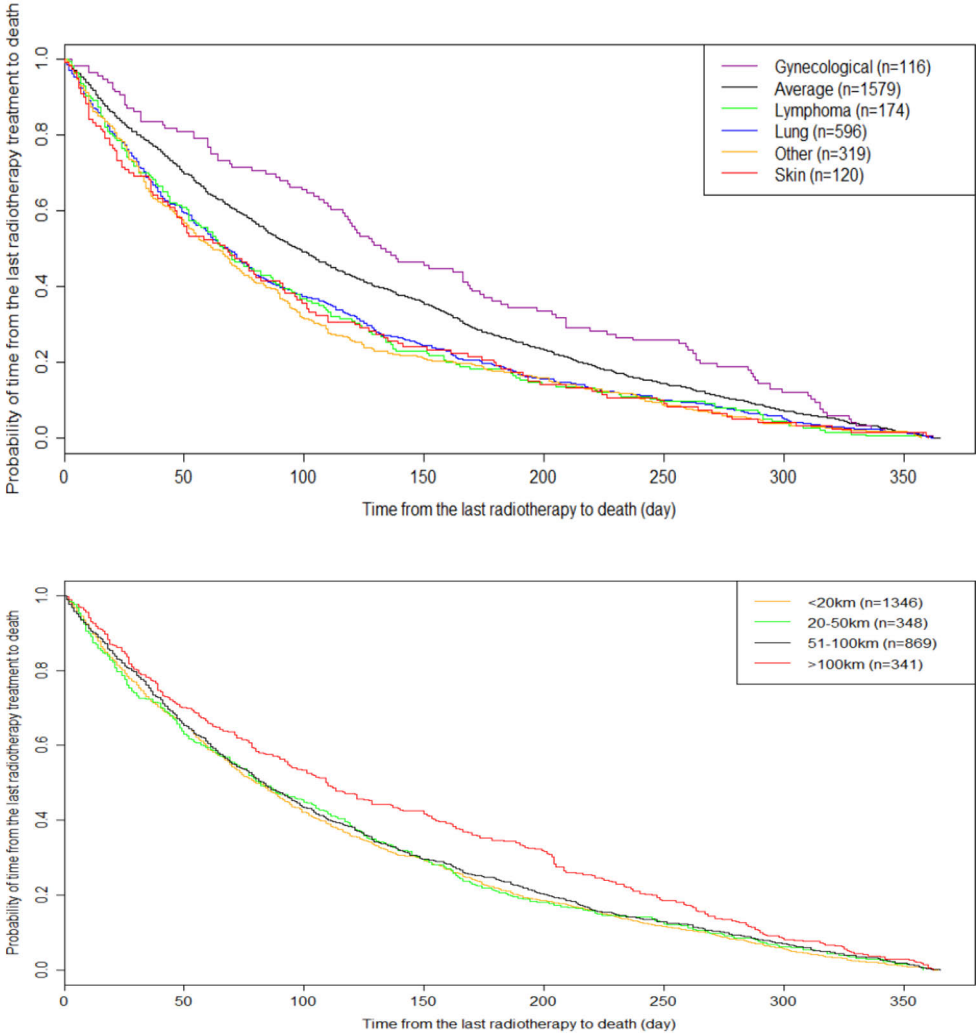 Probability of time from the last radiotherapy treatment to death
1.0
0.8
0.6
0.4
0.2
0.0
Gynecological (n=116)
Average (n=1579)
Lymphoma (n=174)
Lung (n=596)
Other (n=319)
Skin (n=120)
0 50 100 150 200 250 300 350
Time from the last radiotherapy to death (day)
Probability of time from the last radiotherapy treatment to death
1.0
0.8
0.6
0.4
0.2
0.0
<20km (n=1346)
20-50km (n=348)
51-100km (n=869)
>100km (n=341)
0 50 100 150 200 250 300 350
Time from the last radiotherapy to death (day)